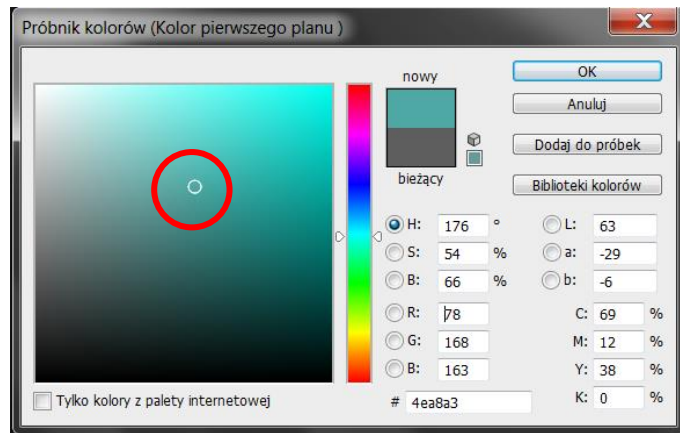 Próbnik kolorów (Kolor pierwszego planu )
X
nowy
bieżący
OK
Anuluj
Dodaj do próbek
Biblioteki kolorów
H: 176 °
L: 63
S: 54 %
a: -29
B: 66 %
b: -6
R: 78
C: 69 %
G: 168
M: 12 %
B: 163
Y: 38 %
# 4ea8a3
K: 0 %
Tylko kolory z palety internetowej